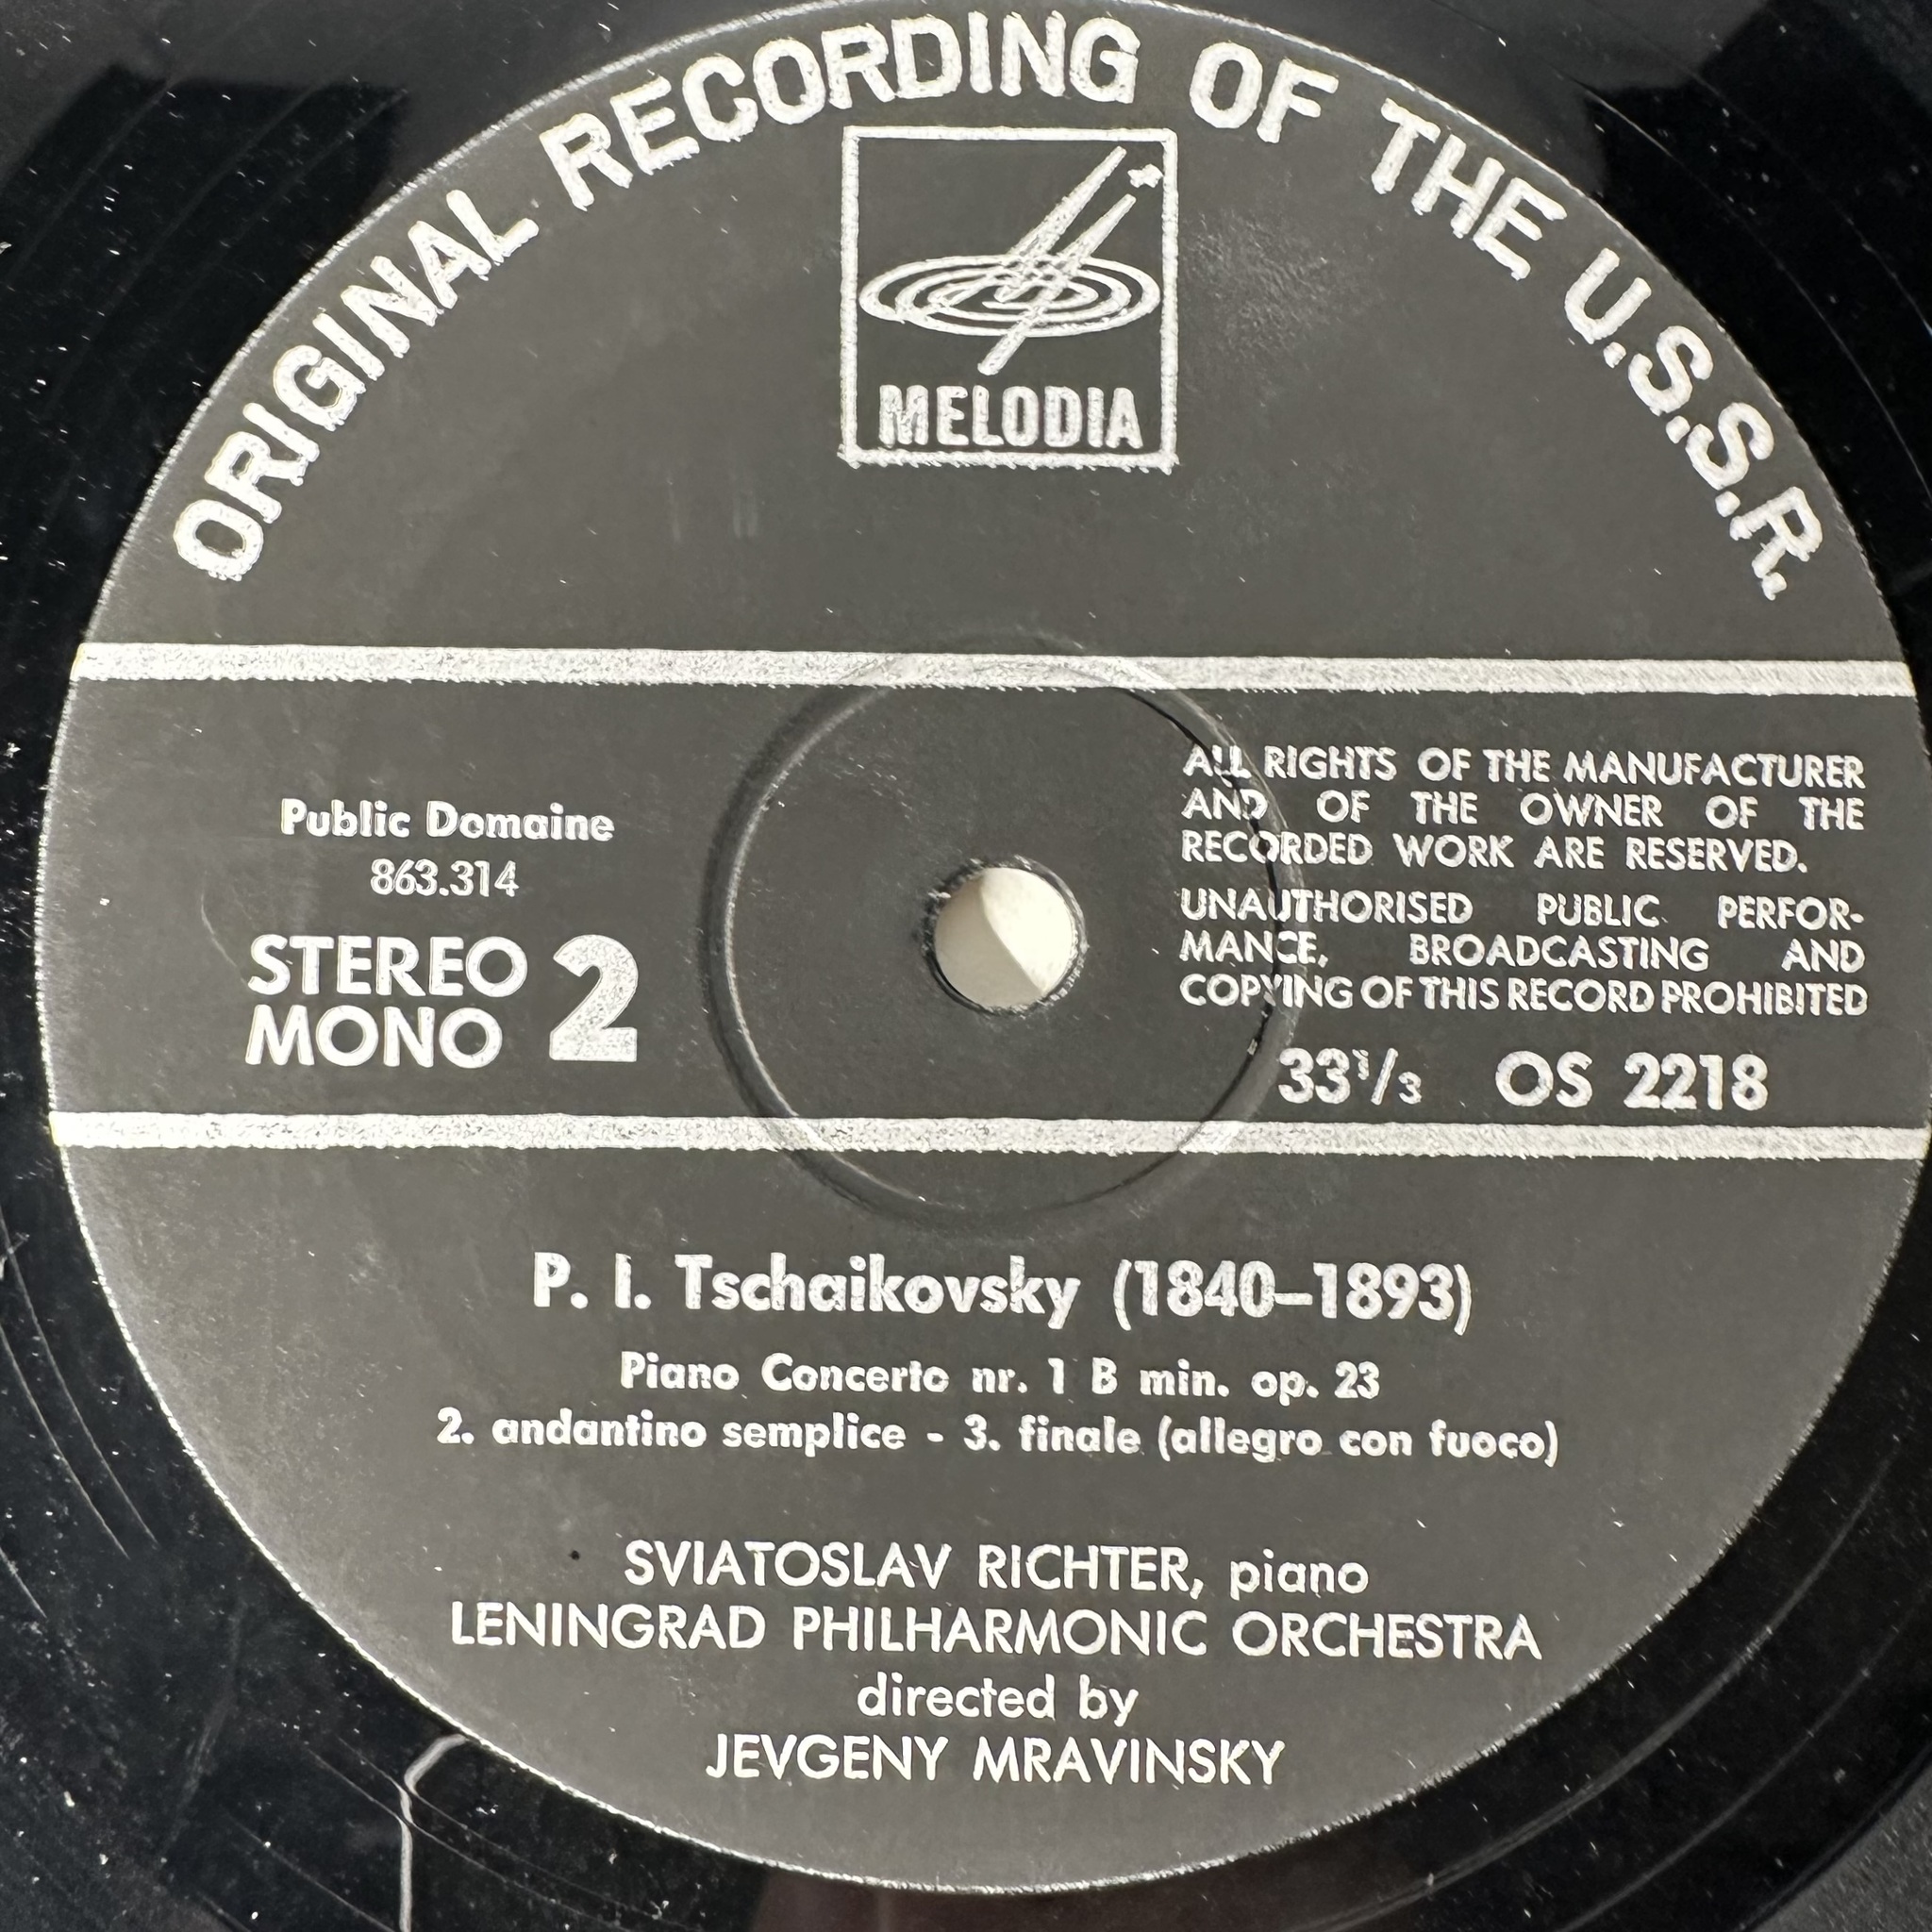 ORIGINAL RECORDING OF THE U.S.S.R.
MELODIA
Public Domaine
863.314
STEREO
MONO
2
ALL RIGHTS OF THE MANUFACTURER
AND OF THE OWNER OF THE
RECORDED WORK ARE RESERVED.
UNAUTHORISED PUBLIC PERFOR-
MANCE, BROADCASTING AND
COPYING OF THIS RECORD PROHIBITED
33¹/₃ OS 2218
P. I. Tschaikovsky (1840–1893)
Piano Concerto nr. 1 B min. op. 23
2. andantino semplice - 3. finale (allegro con fuoco)
SVIATOSLAV RICHTER, piano
LENINGRAD PHILHARMONIC ORCHESTRA
directed by
JEVGENY MRAVINSKY